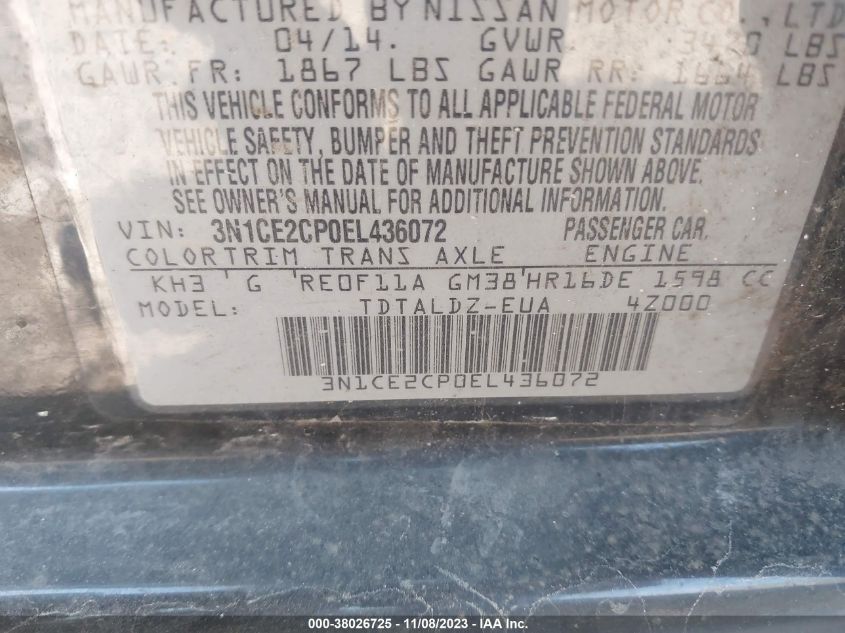 MANUFACTURED BY NISSAN MOTOR CO., LTD
DATE: 04/14. GVWR LBS
GAWR FR: 1867 LBS GAWR RR: 1664 LBS
THIS VEHICLE CONFORMS TO ALL APPLICABLE FEDERAL MOTOR
VEHICLE SAFETY, BUMPER AND THEFT PREVENTION STANDARDS
IN EFFECT ON THE DATE OF MANUFACTURE SHOWN ABOVE.
SEE OWNER'S MANUAL FOR ADDITIONAL INFORMATION.
VIN: 3N1CE2CP0EL436072 PASSENGER CAR.
COLORTRIM TRANS AXLE ENGINE
KH3 G RE0F11A GM38 HR16DE 1598 CC
MODEL: TDTALDZ-EUA 4Z000
3N1CE2CP0EL436072
000-38026725 - 11/08/2023 - IAA Inc.